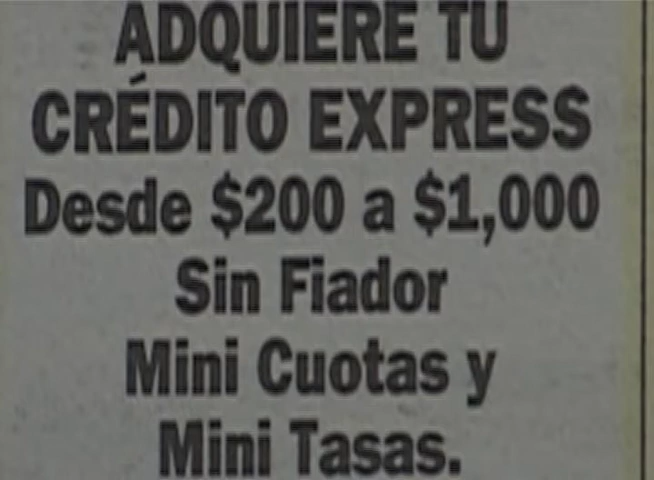 ADQUIERE TU
CRÉDITO EXPRESS
Desde $200 a $1,000
Sin Fiador
Mini Cuotas y
Mini Tasas.